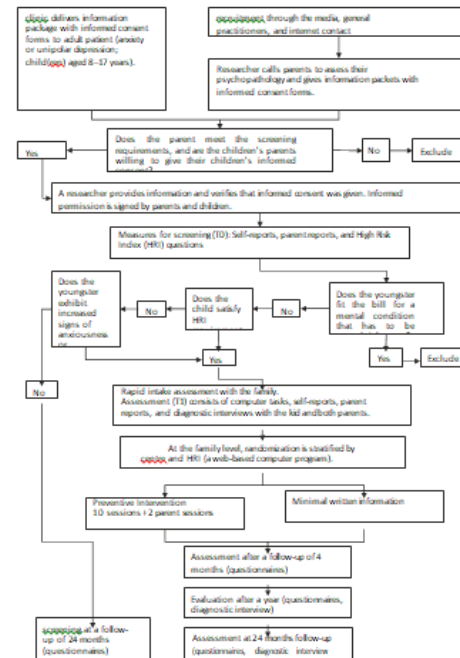 clinic delivers information
package with informed consent
forms to adult patient (anxiety
or unipolar depression;
child(ren) aged 8–17 years).
recruitment through the media, general
practitioners, and internet contact
Researcher calls parents to assess their
psychopathology and gives information packets with
informed consent forms.
Does the parent meet the screening
requirements, and are the children's parents
willing to give their children's informed
consent?
Yes
No
Exclude
A researcher provides information and verifies that informed consent was given. Informed
permission is signed by parents and children.
Measures for screening (T0): Self-reports, parent reports, and High Risk
Index (HRI) questions
Does the
youngster
exhibit
increased
signs of
anxiousness
or
No
Does the
child satisfy
HRI
No
Does the youngster
fit the bill for a
mental condition
that has to be
Yes
Yes
Exclude
No
Rapid intake assessment with the family.
Assessment (T1) consists of computer tasks, self-reports, parent
reports, and diagnostic interviews with the kid and both parents.
At the family level, randomization is stratified by
centre and HRI (a web-based computer program).
Preventive Intervention
10 sessions +2 parent sessions
Minimal written information
Assessment after a follow-up of 4
months (questionnaires)
Evaluation after a year (questionnaires,
diagnostic interview)
screening at a follow-
up of 24 months
(questionnaires)
Assessment at 24 months follow-up
(questionnaires, diagnostic interview